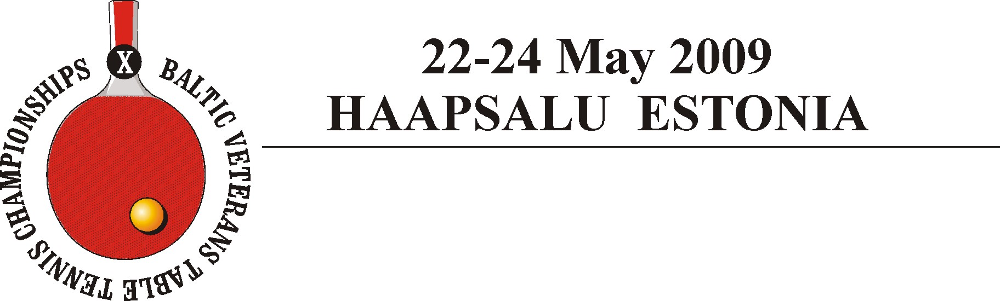 X
BALTIC VETERANS TABLE TENNIS CHAMPIONSHIPS
22-24 May 2009
HAAPSALU ESTONIA